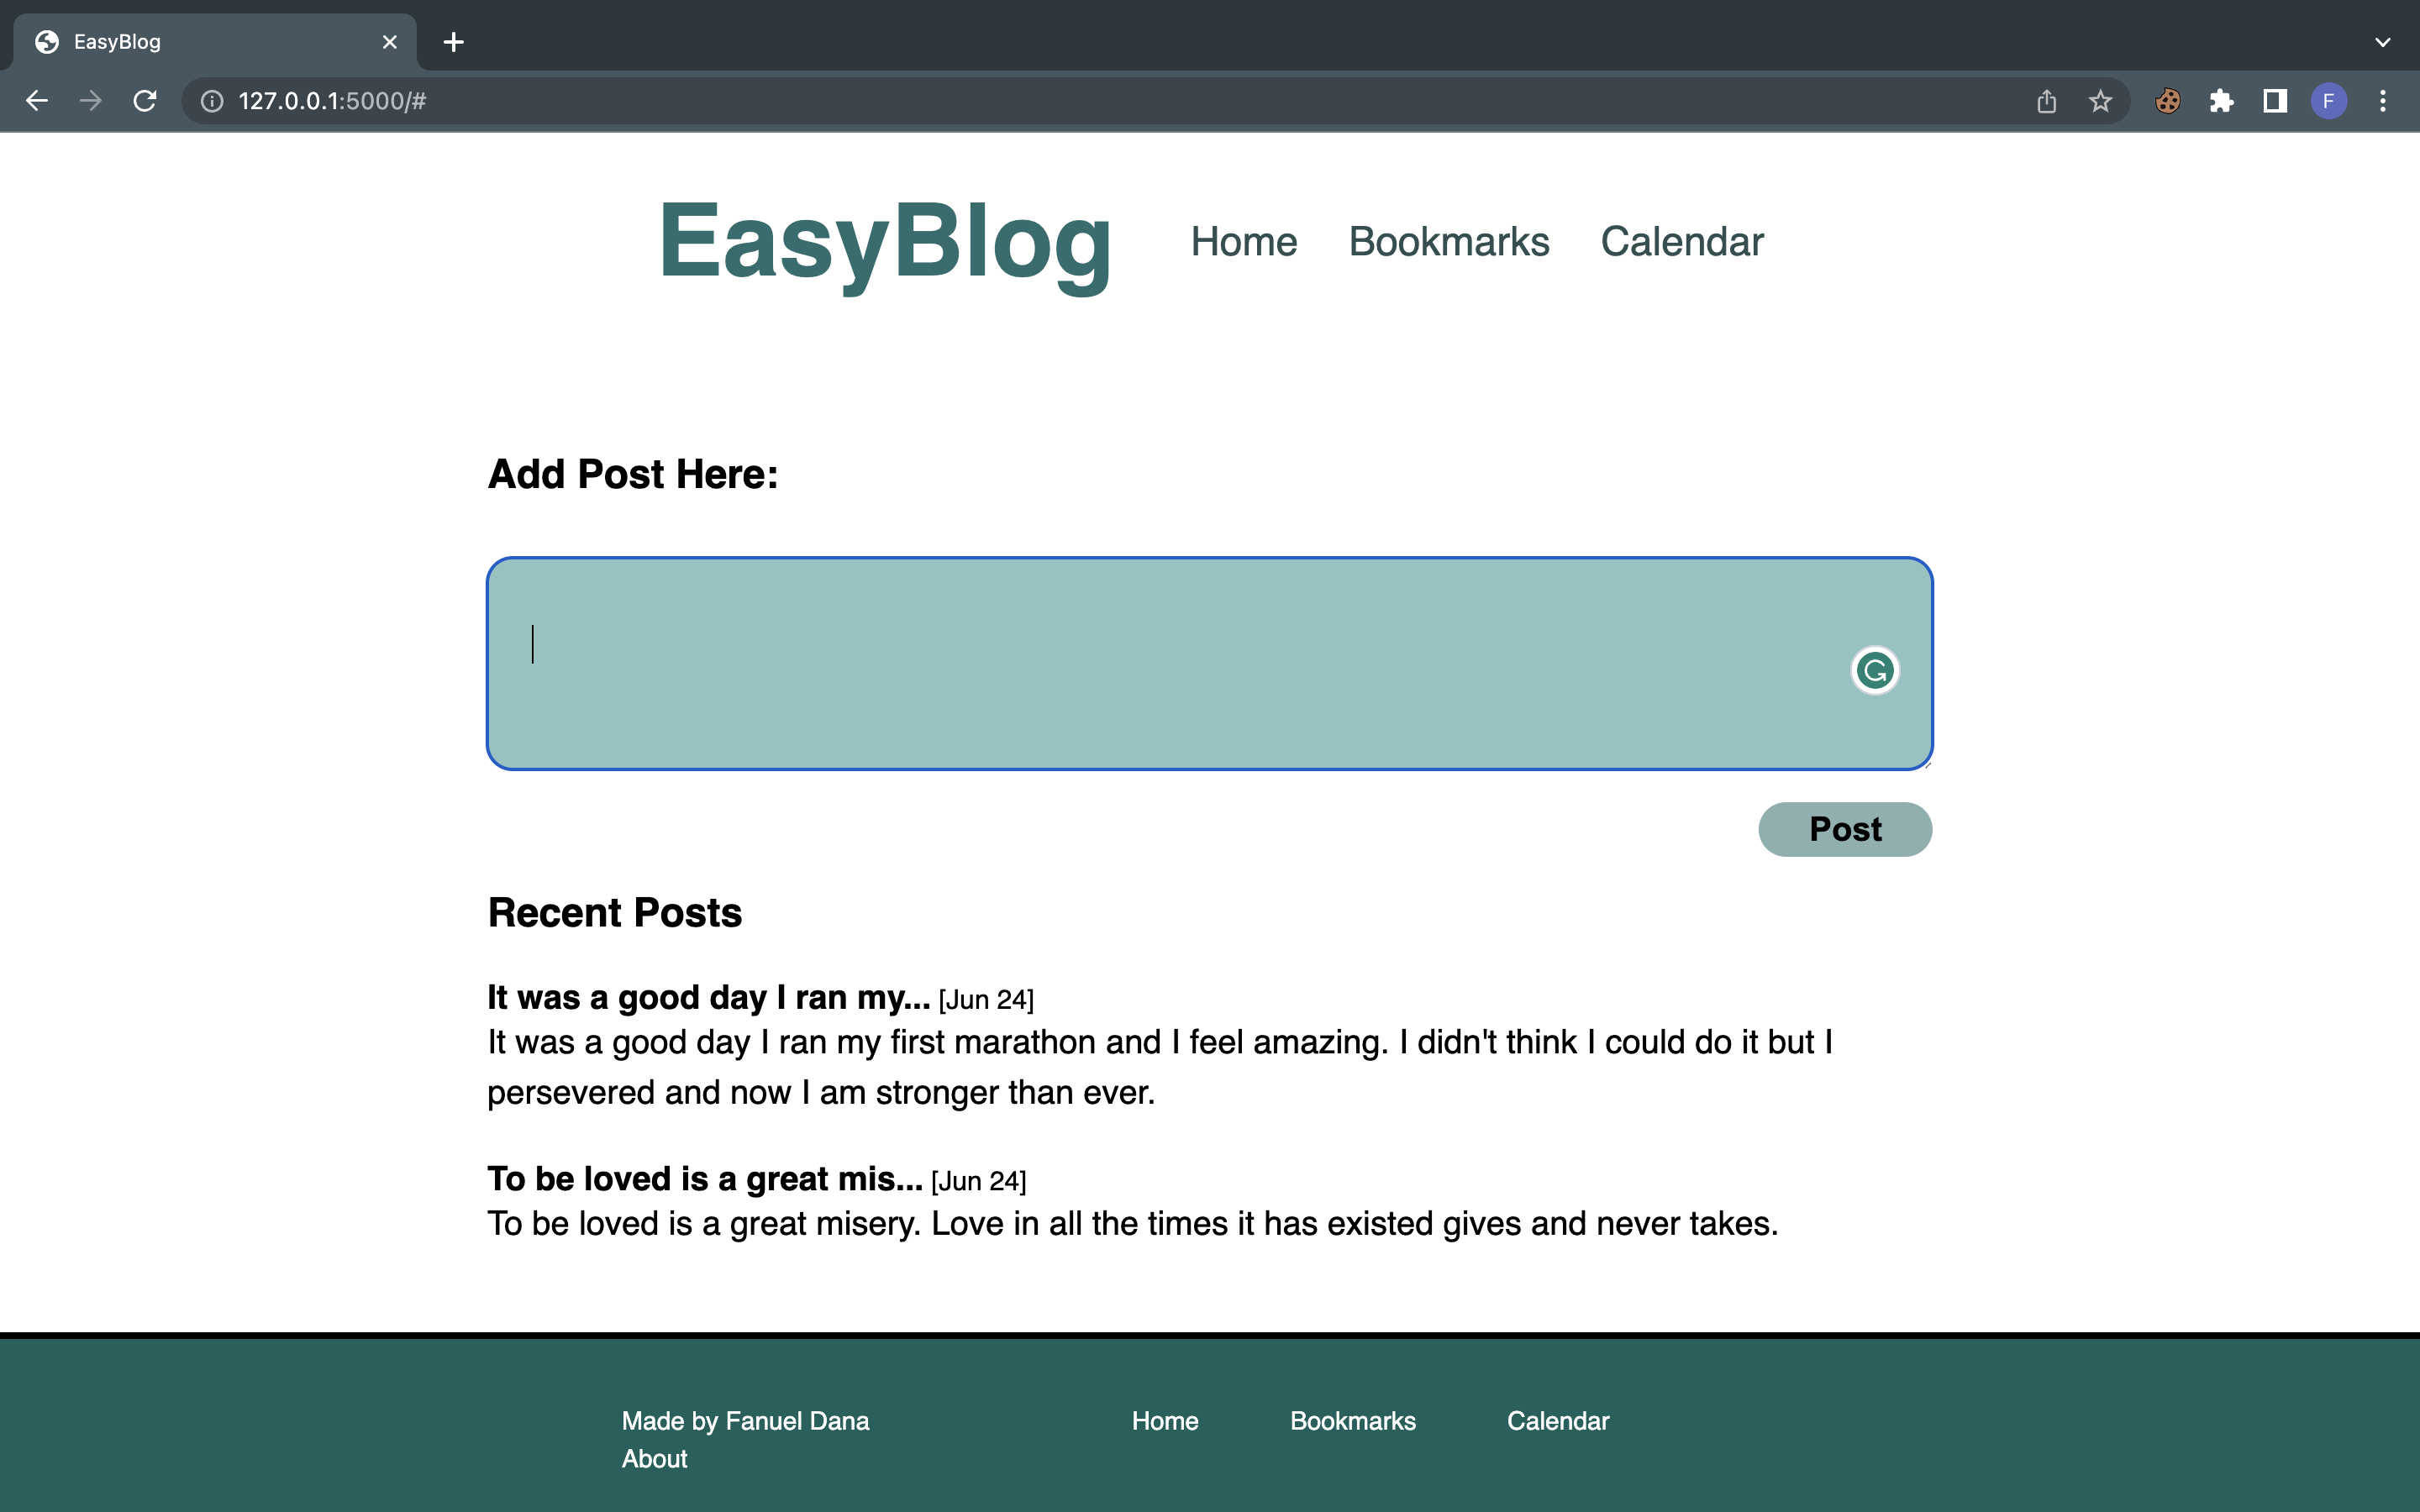 EasyBlog
127.0.0.1:5000/#
F
EasyBlog Home Bookmarks Calendar
Add Post Here:
Post
Recent Posts
It was a good day I ran my... [Jun 24]
It was a good day I ran my first marathon and I feel amazing. I didn't think I could do it but I
persevered and now I am stronger than ever.
To be loved is a great mis... [Jun 24]
To be loved is a great misery. Love in all the times it has existed gives and never takes.
Made by Fanuel Dana Home Bookmarks Calendar
About